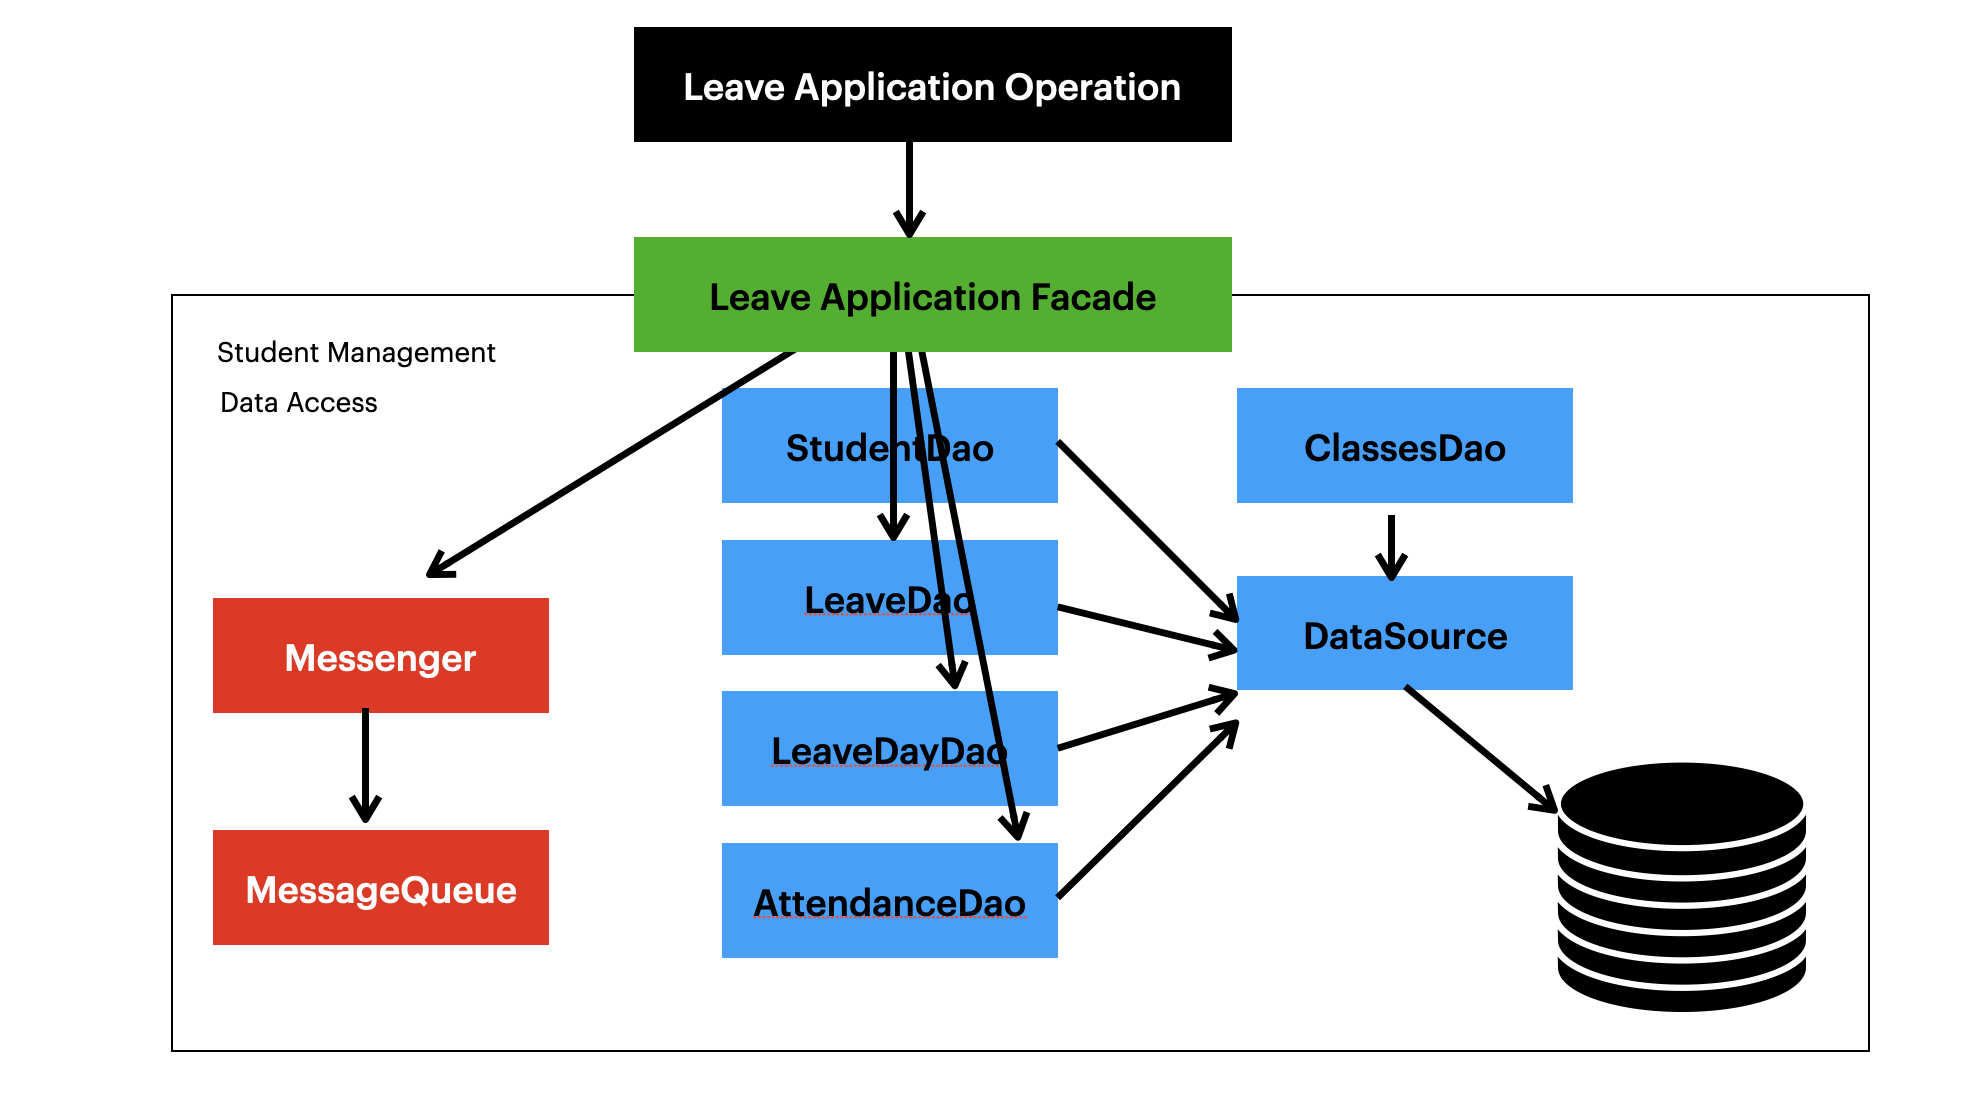 Leave Application Operation
Leave Application Facade
Student Management
Data Access
StudentDao
ClassesDao
LeaveDao
DataSource
Messenger
LeaveDayDao
MessageQueue
AttendanceDao